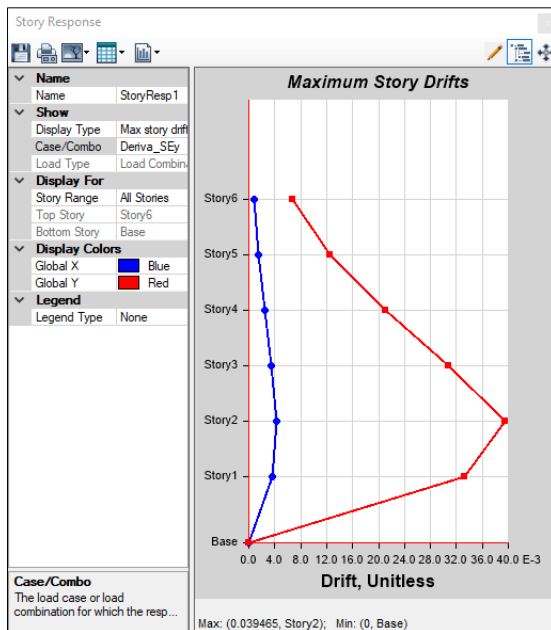 Story Response
Name
Name StoryResp1
Show
Display Type Max story drift
Case/Combo Deriva_SEy
Load Type Load Combina
Display For
Story Range All Stories
Top Story Story6
Bottom Story Base
Display Colors
Global X Blue
Global Y Red
Legend
Legend Type None
Case/Combo
The load case or load
combination for which the resp...
Maximum Story Drifts
Story6
Story5
Story4
Story3
Story2
Story1
Base
0.0 4.0 8.0 12.0 16.0 20.0 24.0 28.0 32.0 36.0 40.0 E-3
Drift, Unitless
Max: (0.039465, Story2); Min: (0, Base)